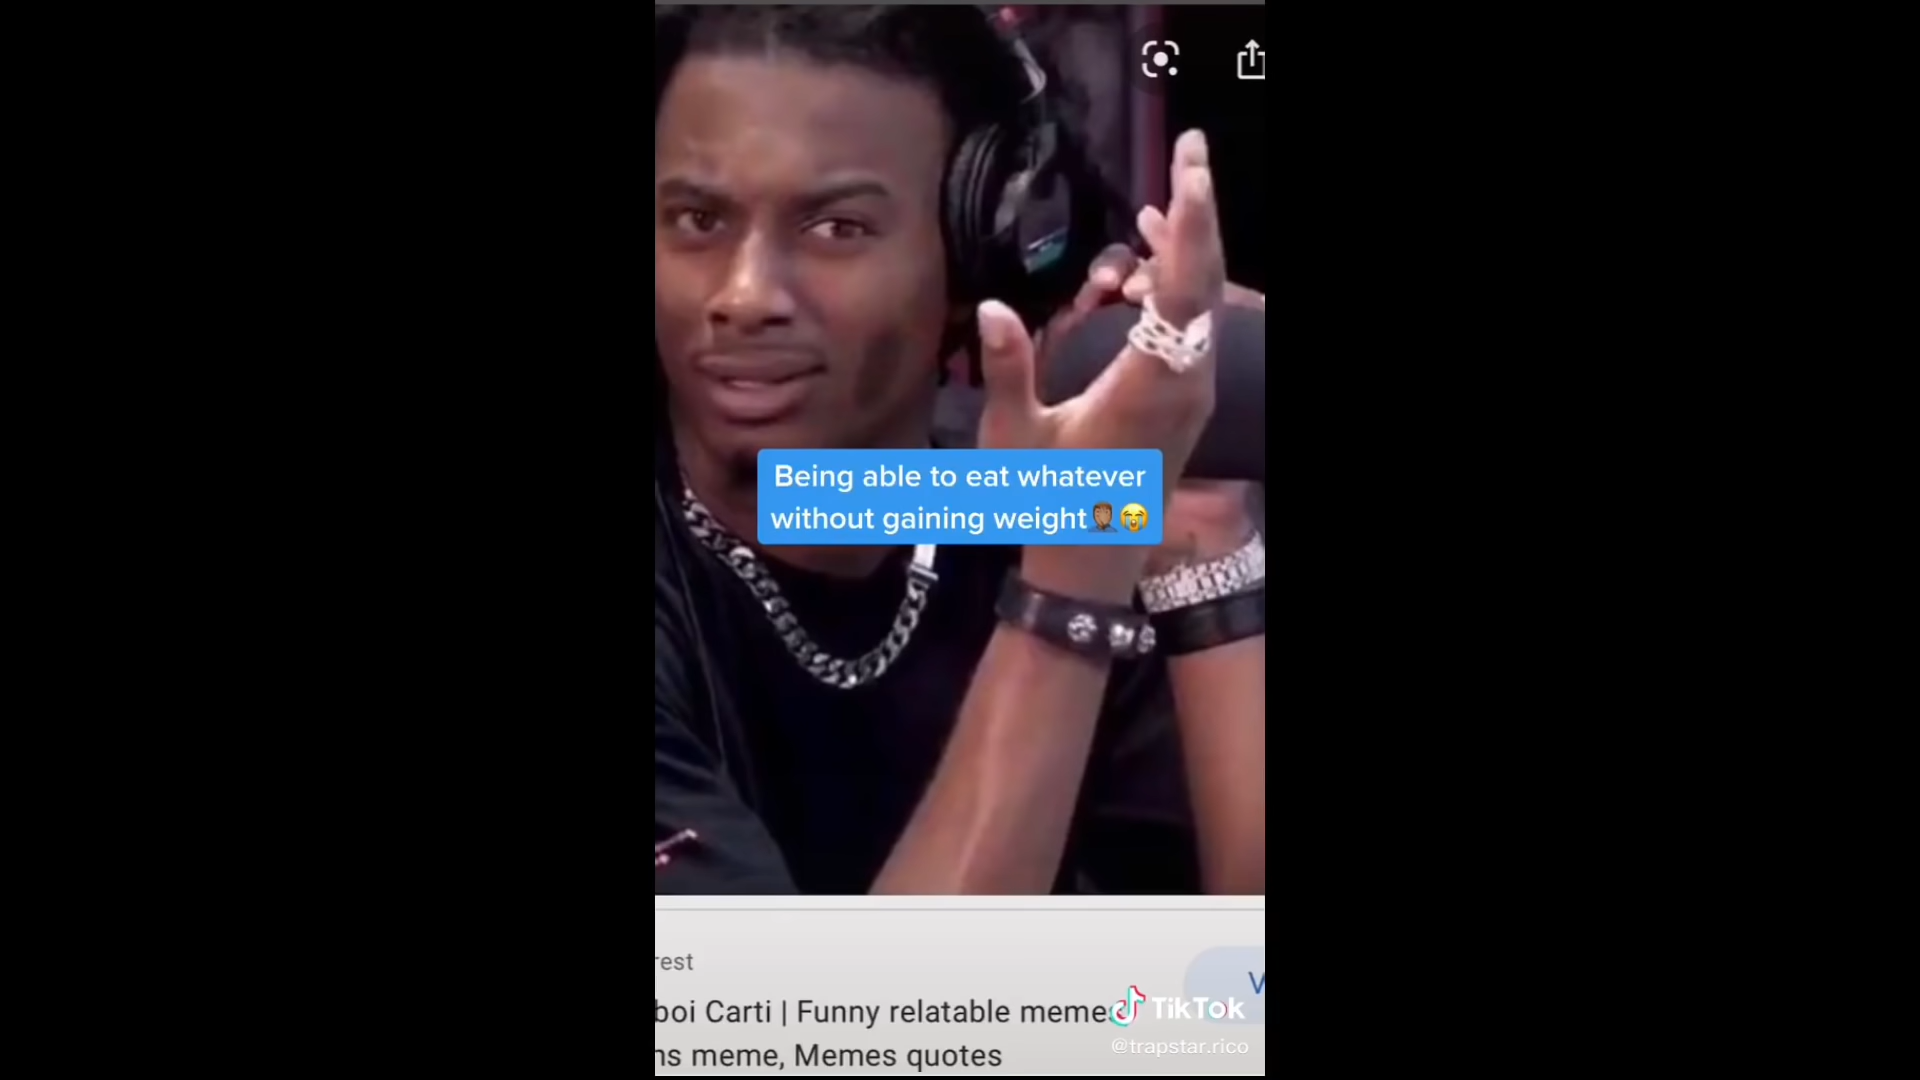 Being able to eat whatever
without gaining weight🤦🏽‍♂️😭
rest
boi Carti | Funny relatable memes
ns meme, Memes quotes
TikTok
@trapstar.rico